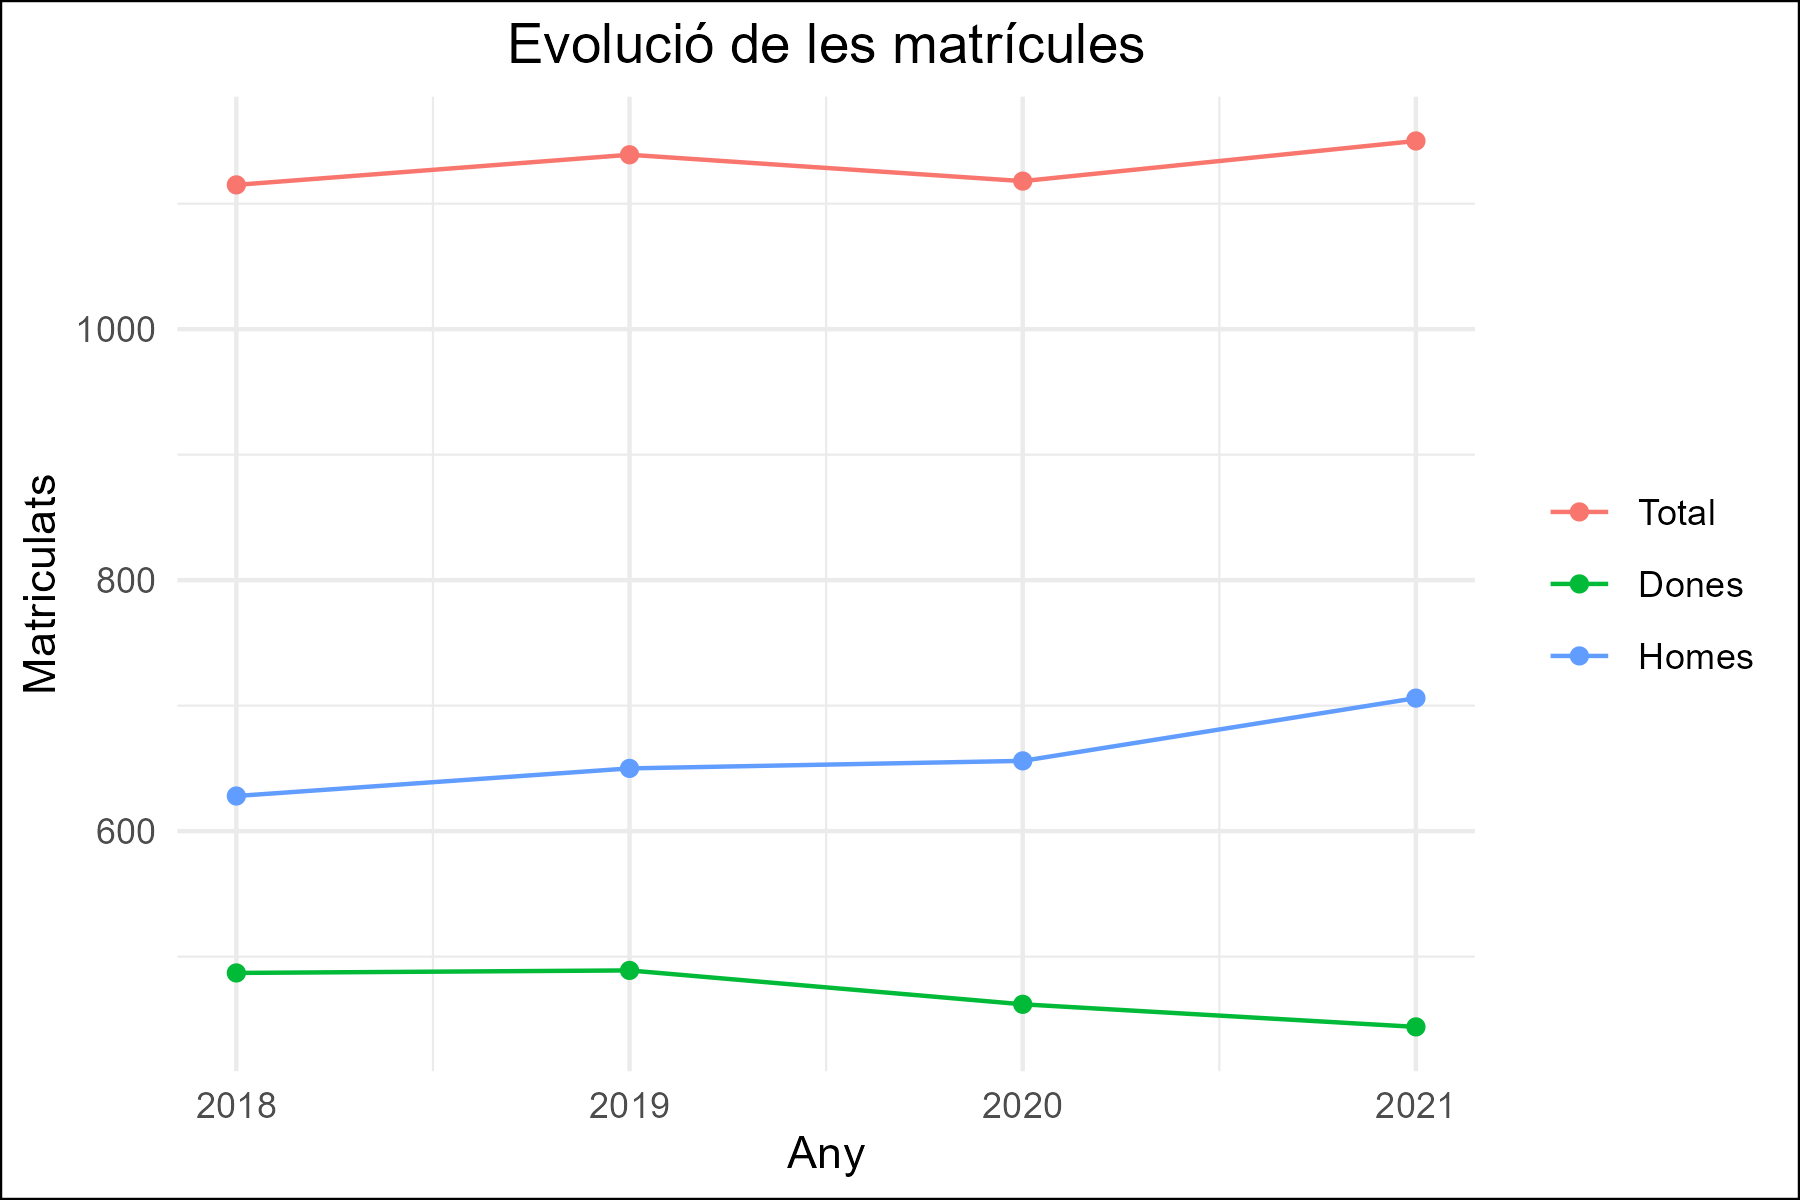 Evolució de les matrícules
Matriculats
1000
800
600
2018
2019
2020
2021
Any
Total
Dones
Homes